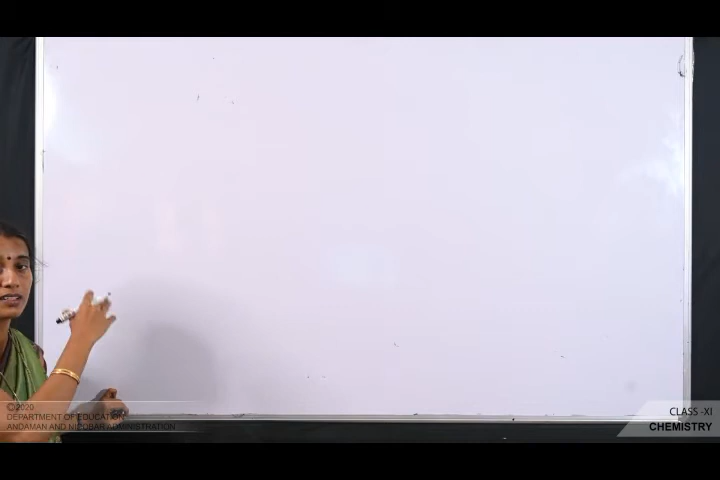 ©2020
DEPARTMENT OF EDUCATION
ANDAMAN AND NICOBAR ADMINISTRATION
CLASS -XI
CHEMISTRY